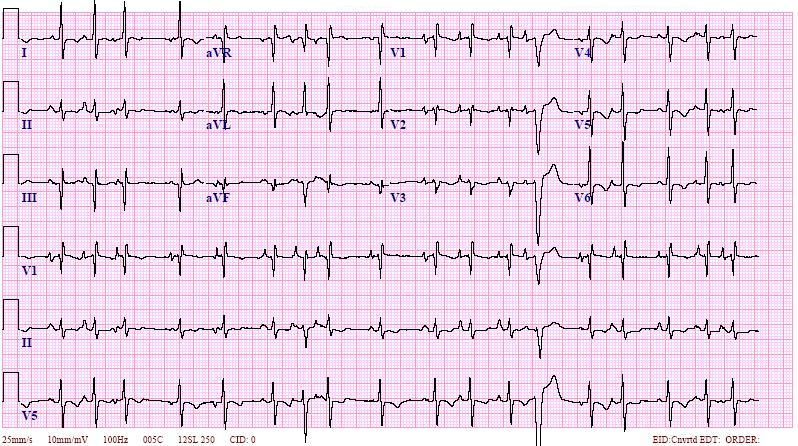 I aVR V1 V4
II aVL V2 V5
III aVF V3 V6
V1
II
V5
25mm/s 10mm/mV 100Hz 005C 12SL 250 CID: 0 EID:Cnvrtd EDT: ORDER: